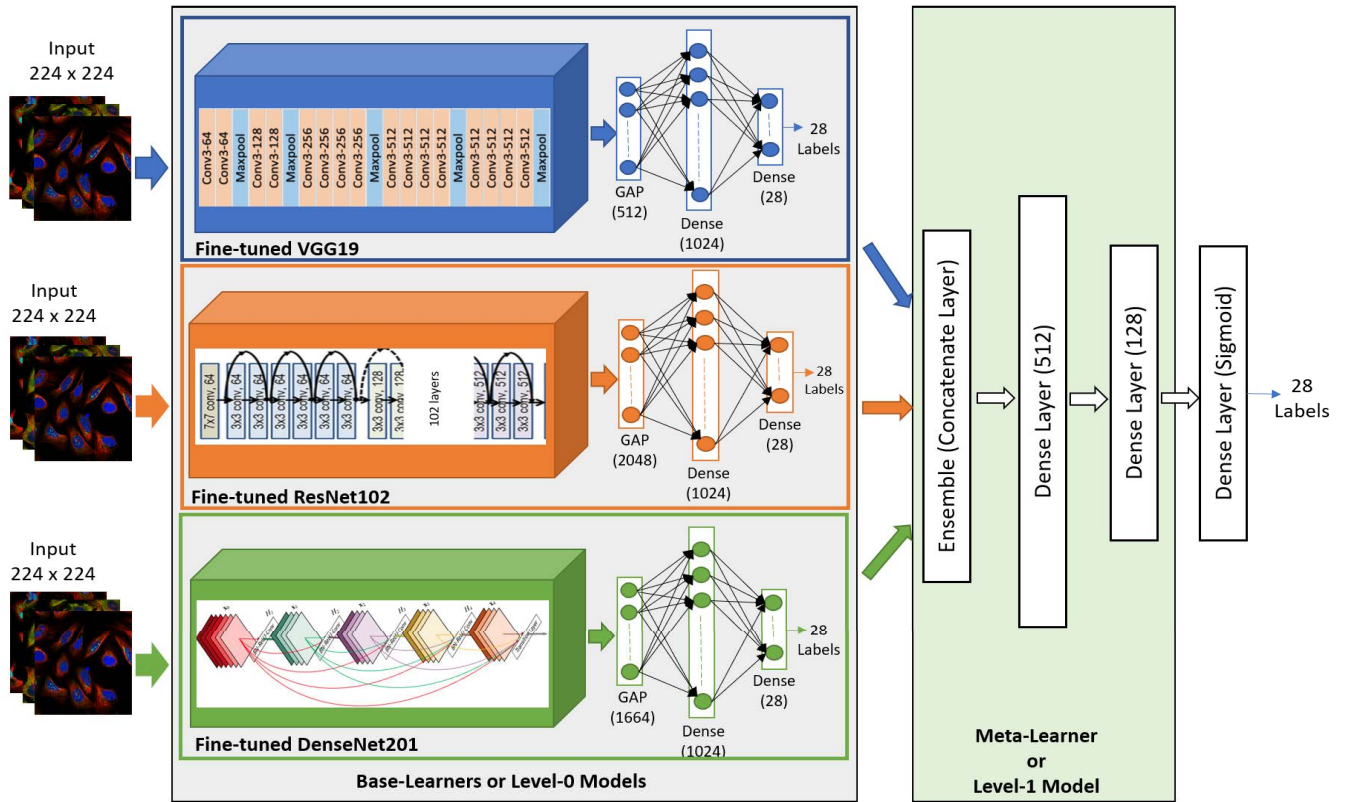 Input
224 x 224
Conv3-64
Conv3-64
Maxpool
Conv3-128
Conv3-128
Maxpool
Conv3-256
Conv3-256
Conv3-256
Conv3-256
Maxpool
Conv3-512
Conv3-512
Conv3-512
Conv3-512
Maxpool
Conv3-512
Conv3-512
Conv3-512
Conv3-512
Maxpool
GAP
(512)
Dense
(1024)
Dense
(28)
28
Labels
Fine-tuned VGG19
Input
224 x 224
7x7 conv, 64
3x3 conv, 64
3x3 conv, 64
3x3 conv, 64
3x3 conv, 64
3x3 conv, 64
3x3 conv, 64
3x3 conv, 128
3x3 conv, 128
102 layers
3x3 conv, 512
3x3 conv, 512
3x3 conv, 512
GAP
(2048)
Dense
(1024)
Dense
(28)
28
Labels
Fine-tuned ResNet102
Input
224 x 224
GAP
(1664)
Dense
(1024)
Dense
(28)
28
Labels
Fine-tuned DenseNet201
Base-Learners or Level-0 Models
Ensemble (Concatenate Layer)
Dense Layer (512)
Dense Layer (128)
Dense Layer (Sigmoid)
28
Labels
Meta-Learner
or
Level-1 Model